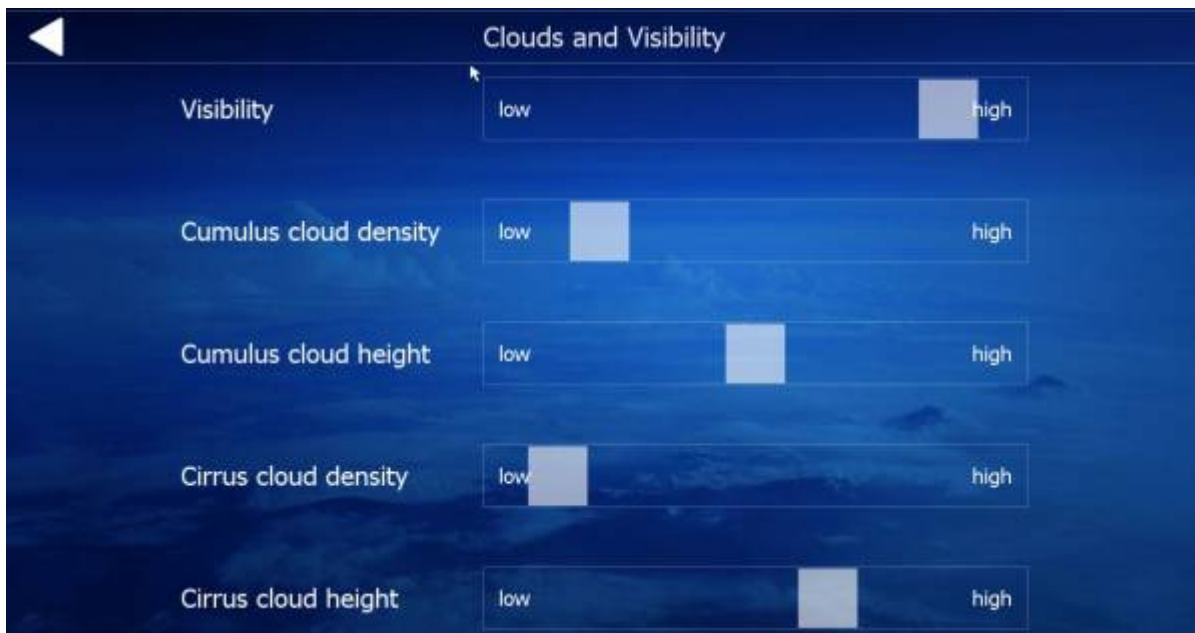 Clouds and Visibility
Visibility low high
Cumulus cloud density low high
Cumulus cloud height low high
Cirrus cloud density low high
Cirrus cloud height low high